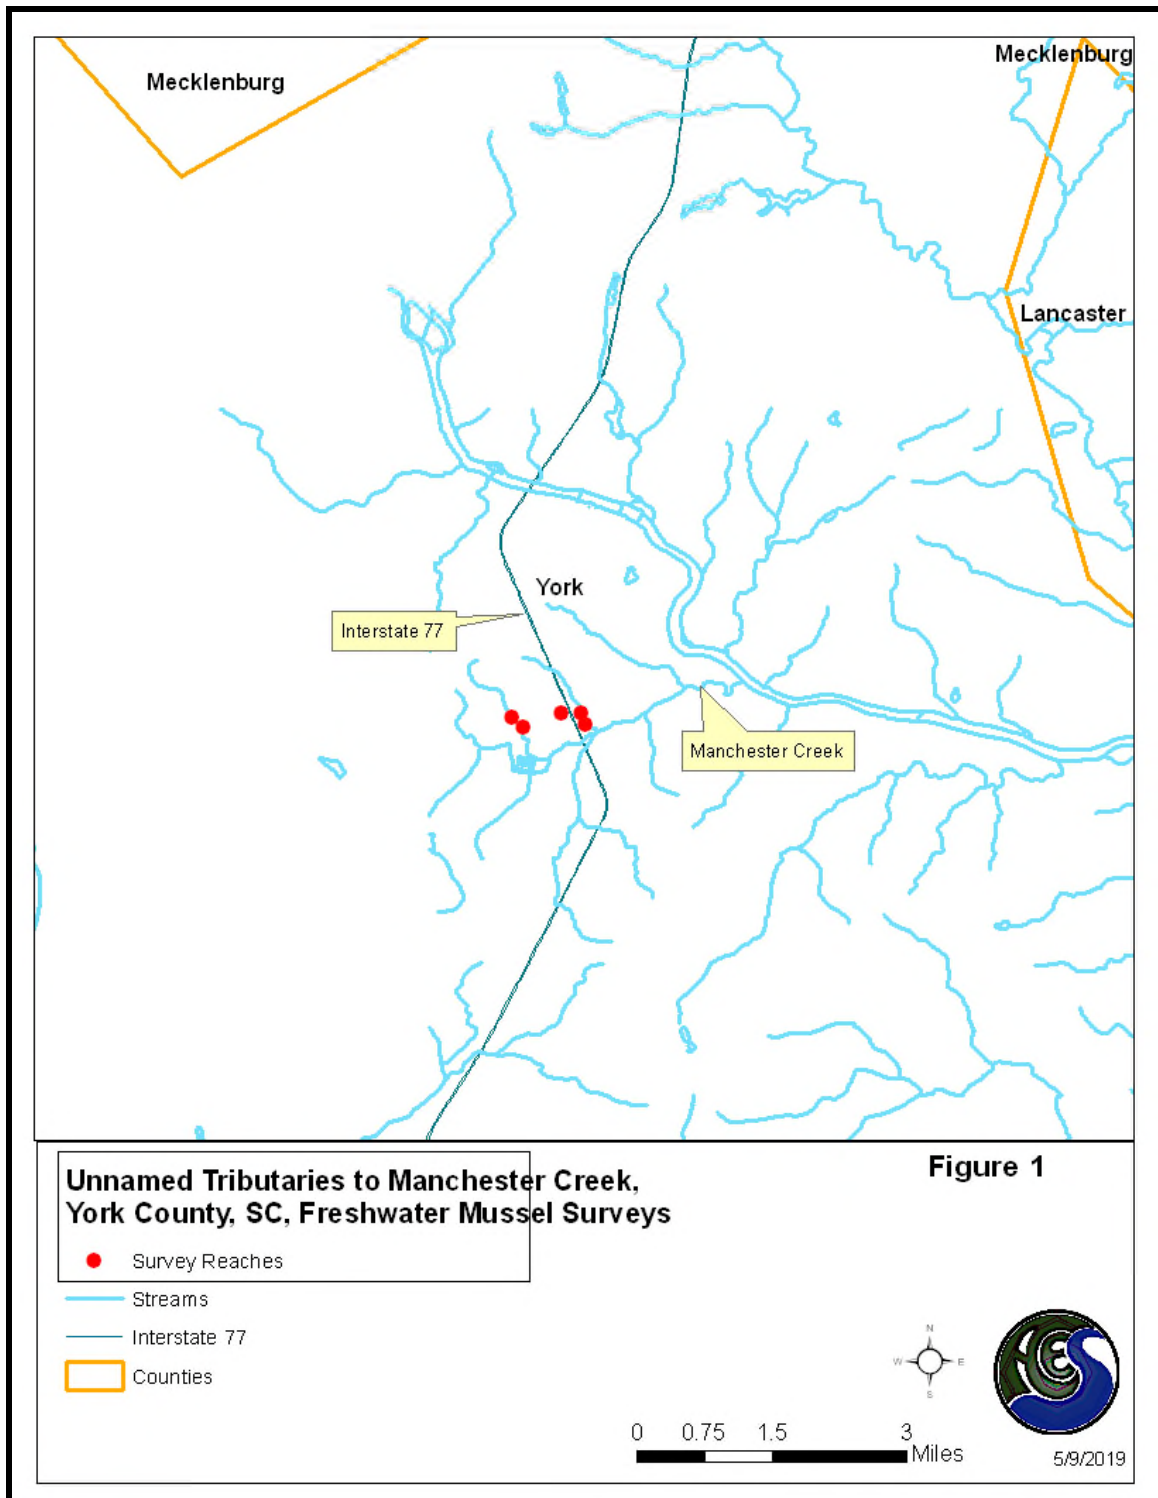 Mecklenburg
Mecklenburg
Lancaster
York
Interstate 77
Manchester Creek
Unnamed Tributaries to Manchester Creek,
York County, SC, Freshwater Mussel Surveys
Figure 1
Survey Reaches
Streams
Interstate 77
Counties
N
W E
S
0 0.75 1.5 3
Miles
5/9/2019